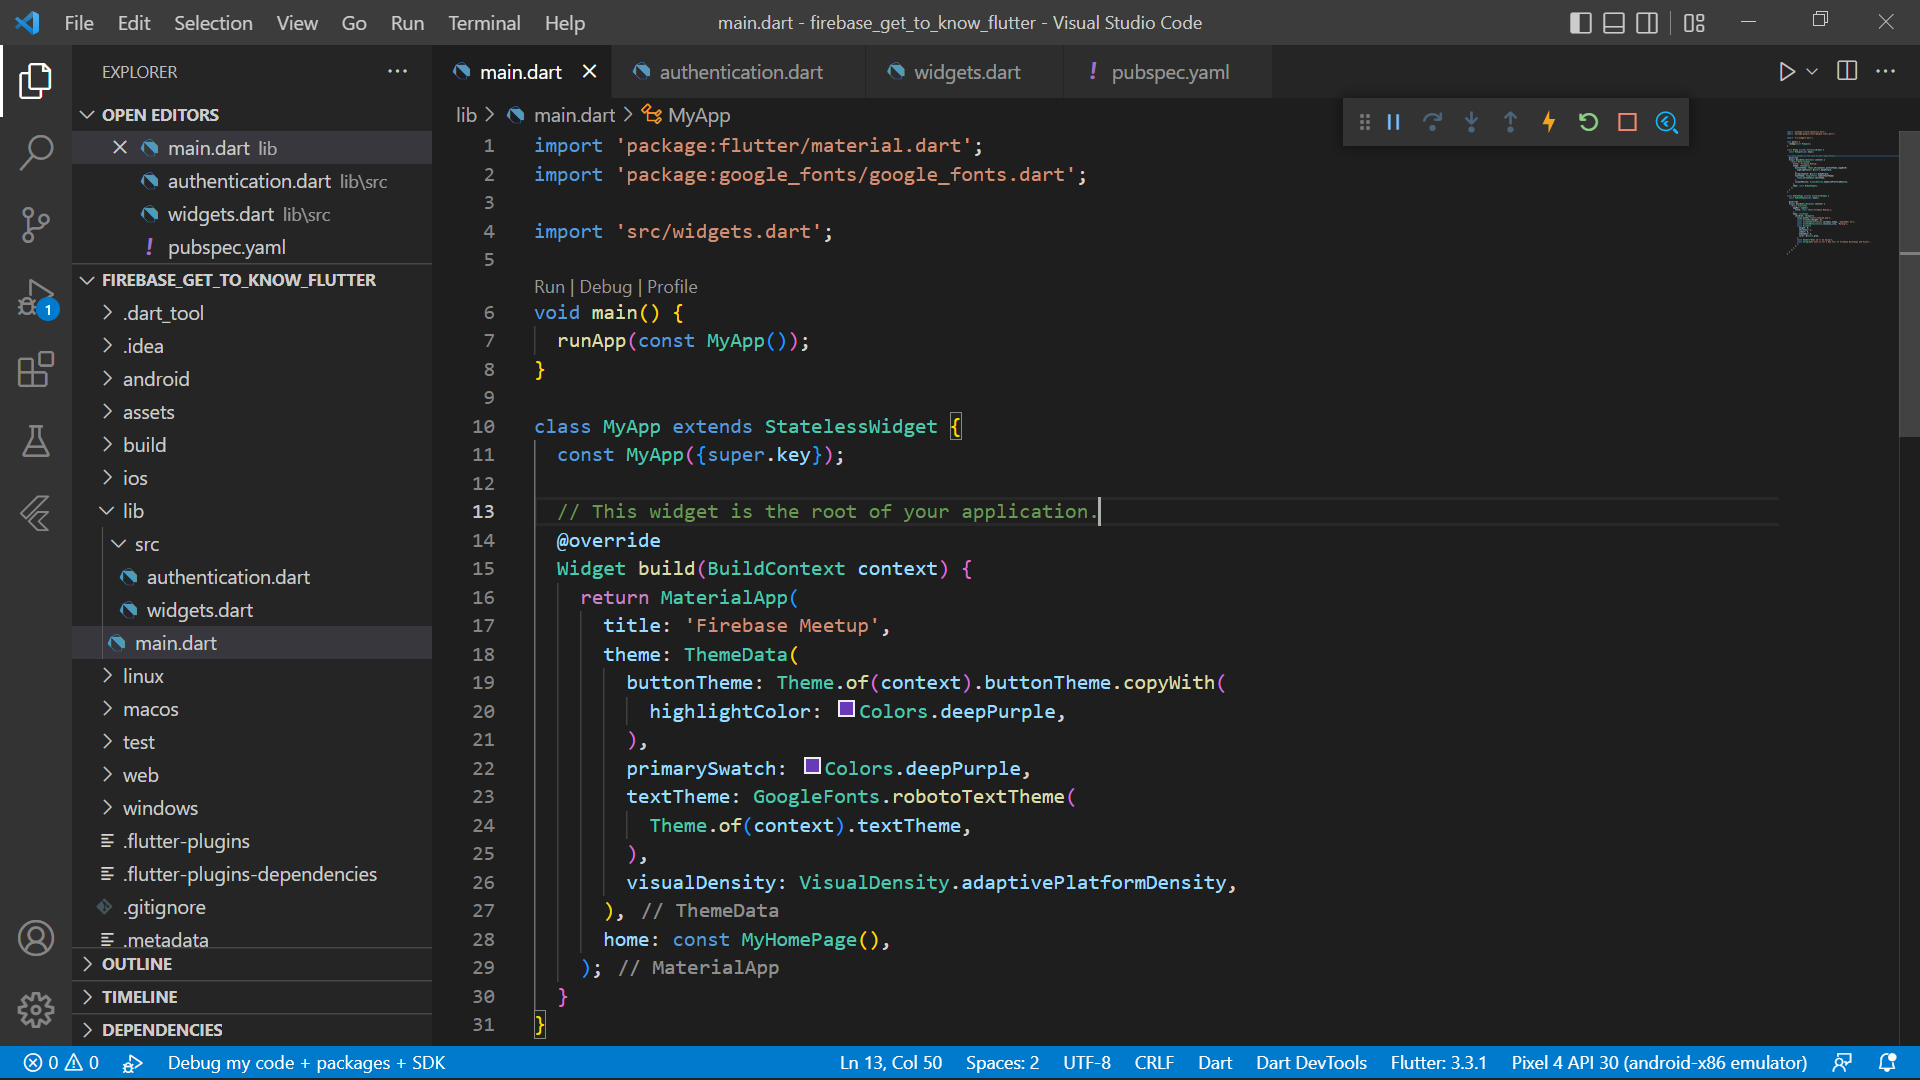 File Edit Selection View Go Run Terminal Help
main.dart - firebase_get_to_know_flutter - Visual Studio Code
EXPLORER
OPEN EDITORS
main.dart lib
authentication.dart lib\src
widgets.dart lib\src
! pubspec.yaml
FIREBASE_GET_TO_KNOW_FLUTTER
.dart_tool
.idea
android
assets
build
ios
lib
src
authentication.dart
widgets.dart
main.dart
linux
macos
test
web
windows
.flutter-plugins
.flutter-plugins-dependencies
.gitignore
.metadata
OUTLINE
TIMELINE
DEPENDENCIES
1
main.dart authentication.dart widgets.dart ! pubspec.yaml
lib > main.dart > MyApp
1 import 'package:flutter/material.dart';
2 import 'package:google_fonts/google_fonts.dart';
3
4 import 'src/widgets.dart';
5
Run | Debug | Profile
6 void main() {
7   runApp(const MyApp());
8 }
9
10 class MyApp extends StatelessWidget {
11   const MyApp({super.key});
12
13   // This widget is the root of your application.
14   @override
15   Widget build(BuildContext context) {
16     return MaterialApp(
17       title: 'Firebase Meetup',
18       theme: ThemeData(
19         buttonTheme: Theme.of(context).buttonTheme.copyWith(
20           highlightColor: Colors.deepPurple,
21         ),
22         primarySwatch: Colors.deepPurple,
23         textTheme: GoogleFonts.robotoTextTheme(
24           Theme.of(context).textTheme,
25         ),
26         visualDensity: VisualDensity.adaptivePlatformDensity,
27       ), // ThemeData
28       home: const MyHomePage(),
29     ); // MaterialApp
30   }
31 }
0 0 Debug my code + packages + SDK
Ln 13, Col 50 Spaces: 2 UTF-8 CRLF Dart Dart DevTools Flutter: 3.3.1 Pixel 4 API 30 (android-x86 emulator)